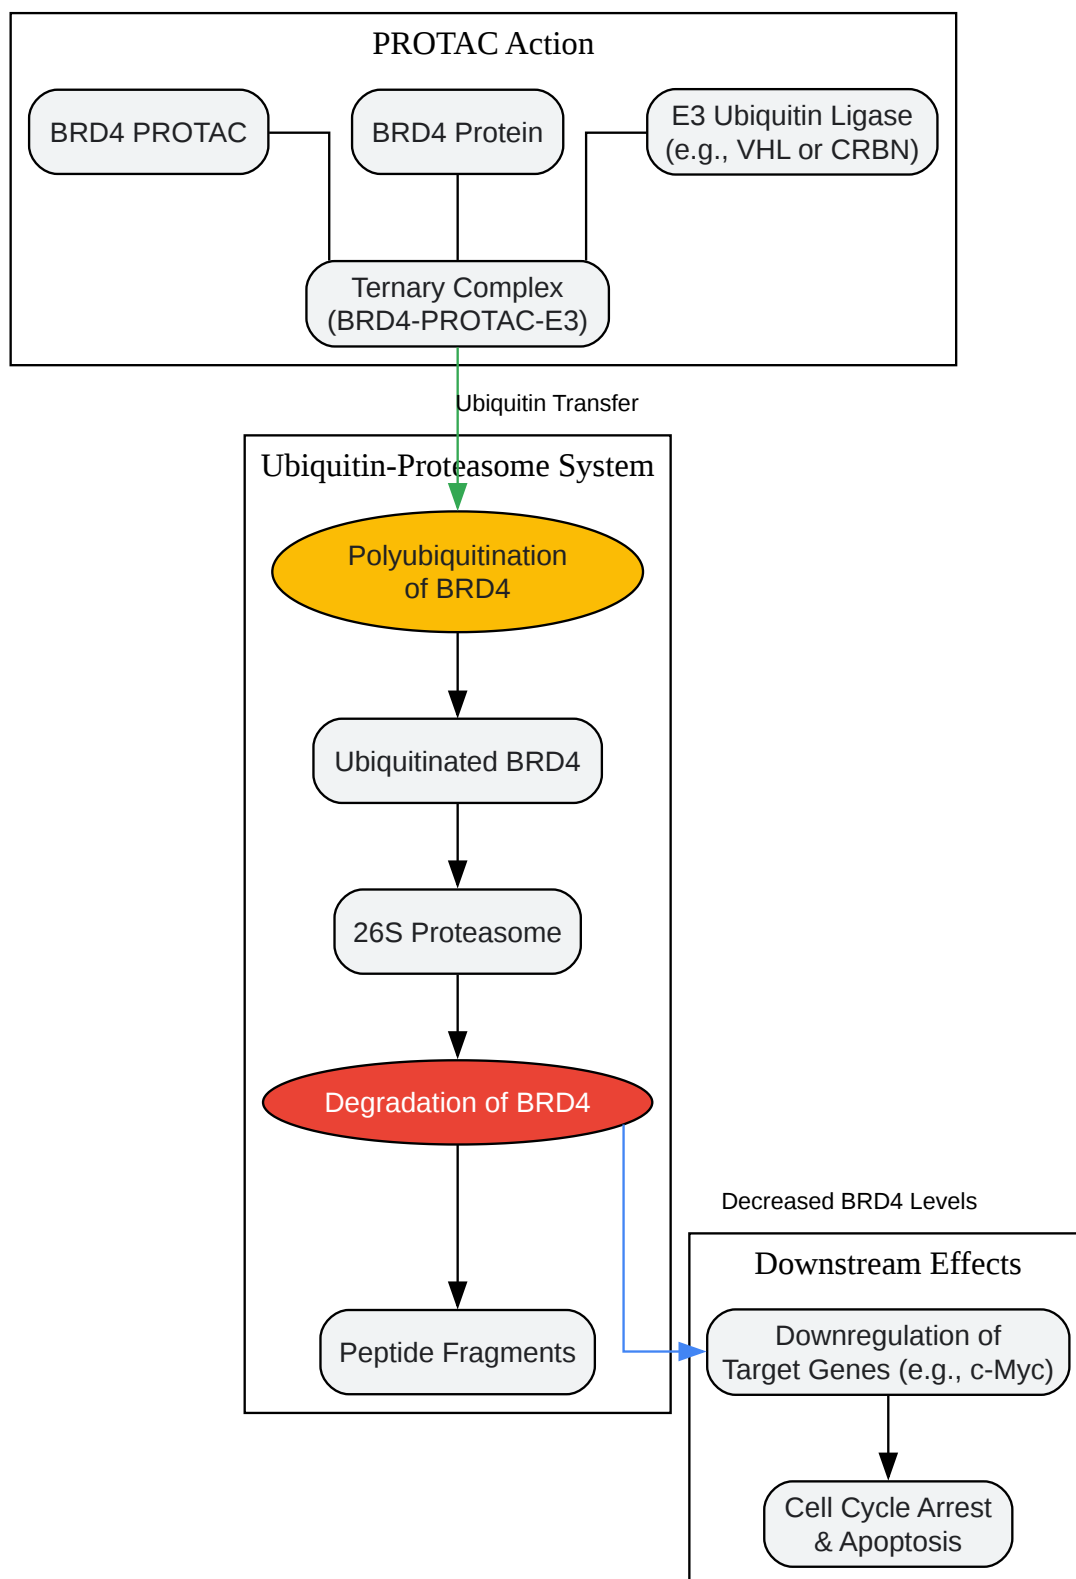 PROTAC Action
BRD4 PROTAC
BRD4 Protein
E3 Ubiquitin Ligase
(e.g., VHL or CRBN)
Ternary Complex
(BRD4-PROTAC-E3)
Ubiquitin Transfer
Ubiquitin-Proteasome System
Polyubiquitination
of BRD4
Ubiquitinated BRD4
26S Proteasome
Degradation of BRD4
Peptide Fragments
Decreased BRD4 Levels
Downstream Effects
Downregulation of
Target Genes (e.g., c-Myc)
Cell Cycle Arrest
& Apoptosis